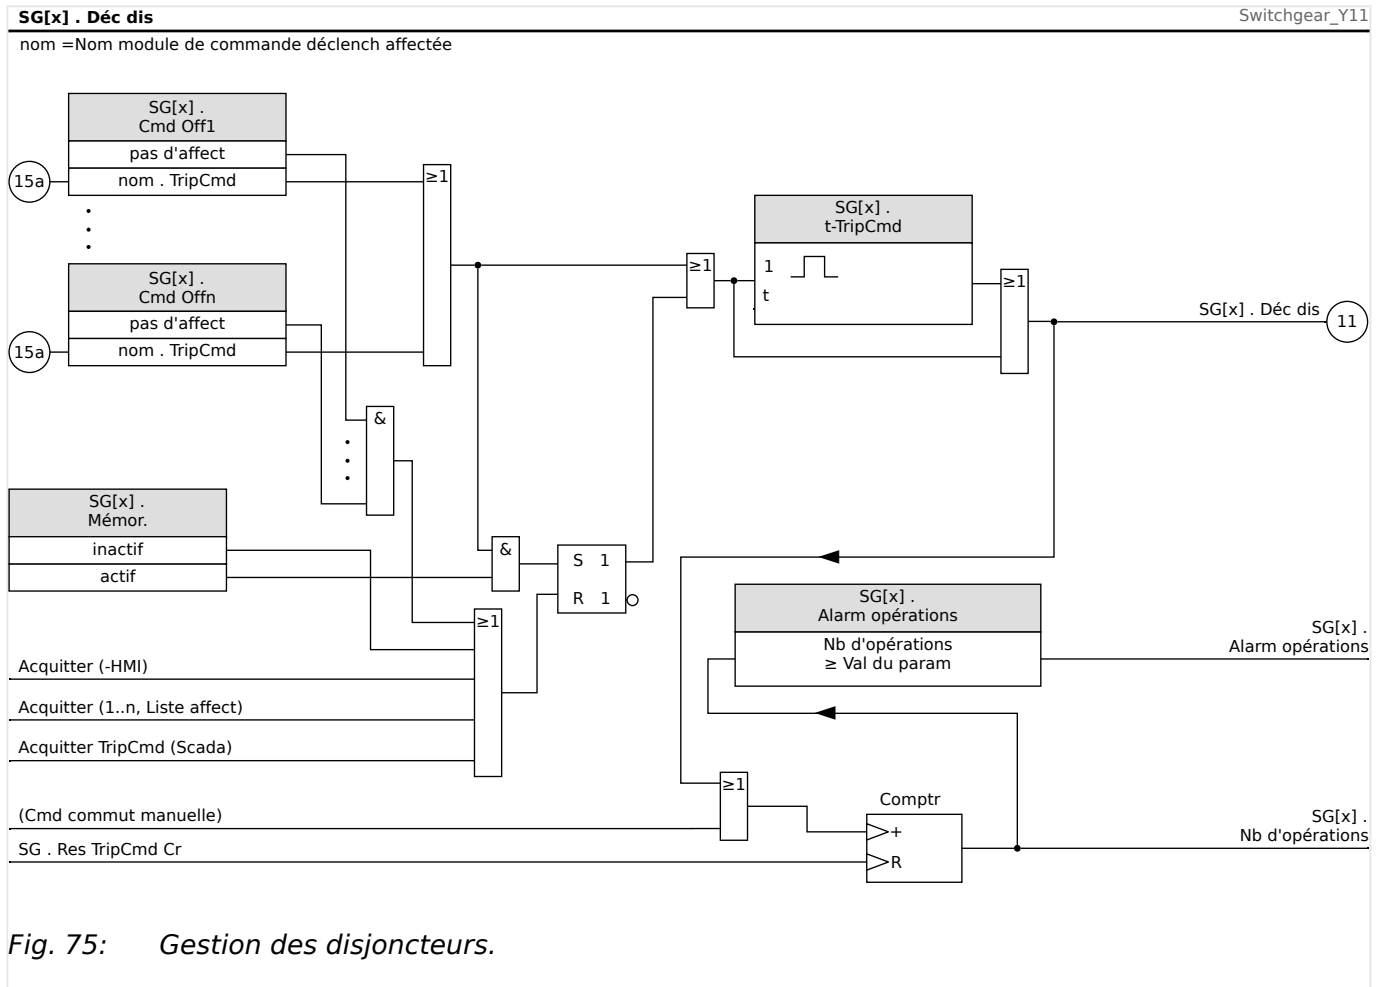 SG[x] . Déc dis
Switchgear_Y11
nom =Nom module de commande déclench affectée
SG[x] .
Cmd Off1
pas d'affect
15a
nom . TripCmd
≥1
SG[x] .
t-TripCmd
1
t
≥1
≥1
SG[x] . Déc dis
11
SG[x] .
Cmd Offn
pas d'affect
15a
nom . TripCmd
&
SG[x] .
Mémor.
inactif
actif
&
S 1
R 1
≥1
SG[x] .
Alarm opérations
Nb d'opérations
≥ Val du param
SG[x] .
Alarm opérations
Acquitter (-HMI)
Acquitter (1..n, Liste affect)
Acquitter TripCmd (Scada)
≥1
(Cmd commut manuelle)
SG . Res TripCmd Cr
Comptr
+
R
SG[x] .
Nb d'opérations
Fig. 75: Gestion des disjoncteurs.